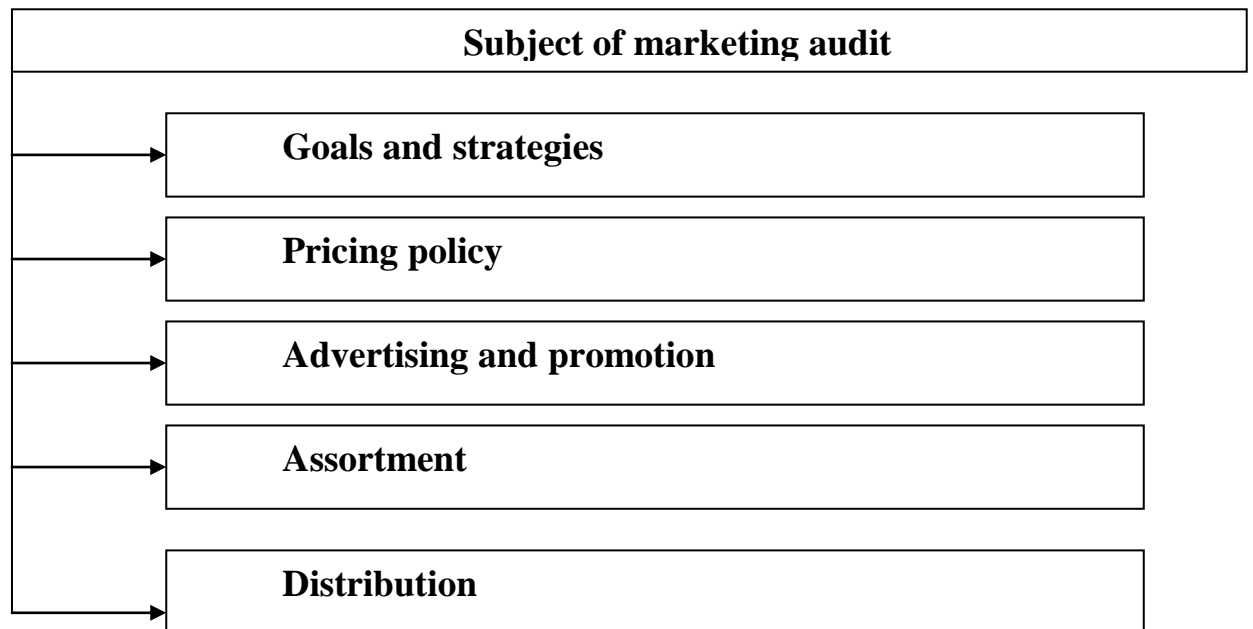 Subject of marketing audit
Goals and strategies
Pricing policy
Advertising and promotion
Assortment
Distribution